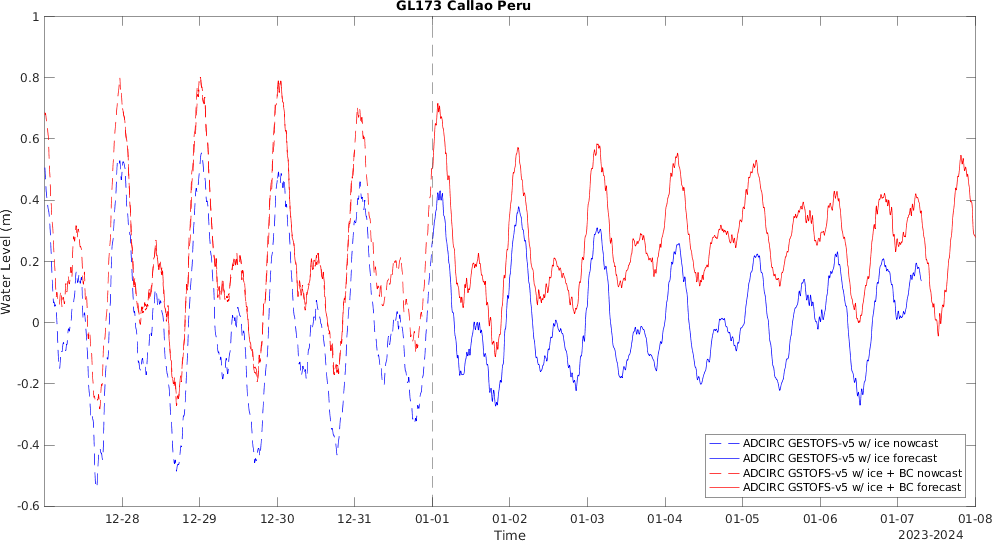 GL173 Callao Peru
1
0.8
0.6
0.4
0.2
0
-0.2
-0.4
-0.6
Water Level (m)
12-28 12-29 12-30 12-31 01-01 01-02 01-03 01-04 01-05 01-06 01-07 01-08
Time
2023-2024
ADCIRC GESTOFS-v5 w/ ice nowcast
ADCIRC GESTOFS-v5 w/ ice forecast
ADCIRC GSTOFS-v5 w/ ice + BC nowcast
ADCIRC GSTOFS-v5 w/ ice + BC forecast